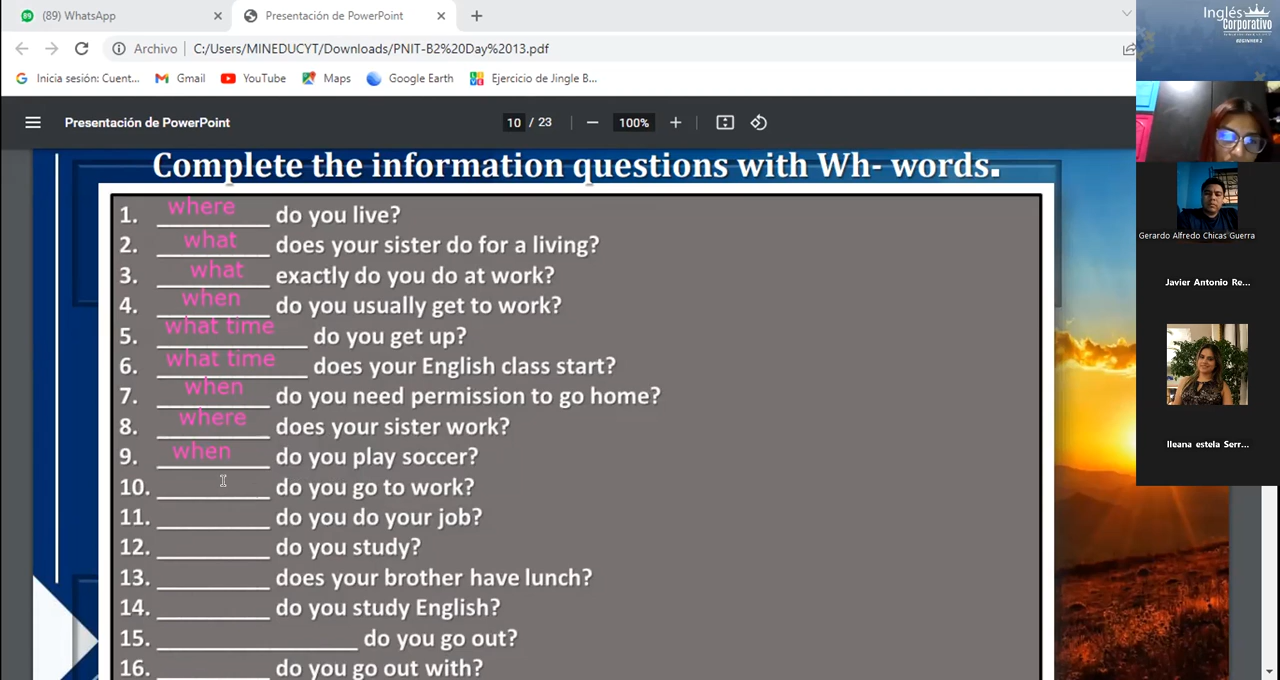 (89) WhatsApp
Presentación de PowerPoint
Archivo
C:/Users/MINEDUCYT/Downloads/PNIT-B2%20Day%2013.pdf
Inicia sesión: Cuent...
Gmail
YouTube
Maps
Google Earth
Ejercicio de Jingle B...
Presentación de PowerPoint
10 / 23
100%
Inglés
Corporativo
BEGINNER 2
Complete the information questions with Wh- words.
1. where do you live?
2. what does your sister do for a living?
3. what exactly do you do at work?
4. when do you usually get to work?
5. what time do you get up?
6. what time does your English class start?
7. when do you need permission to go home?
8. where does your sister work?
9. when do you play soccer?
10. ________ do you go to work?
11. ________ do you do your job?
12. ________ do you study?
13. ________ does your brother have lunch?
14. ________ do you study English?
15. ______________ do you go out?
16. ________ do you go out with?
Gerardo Alfredo Chicas Guerra
Javier Antonio Re...
Ileana estela Serr...